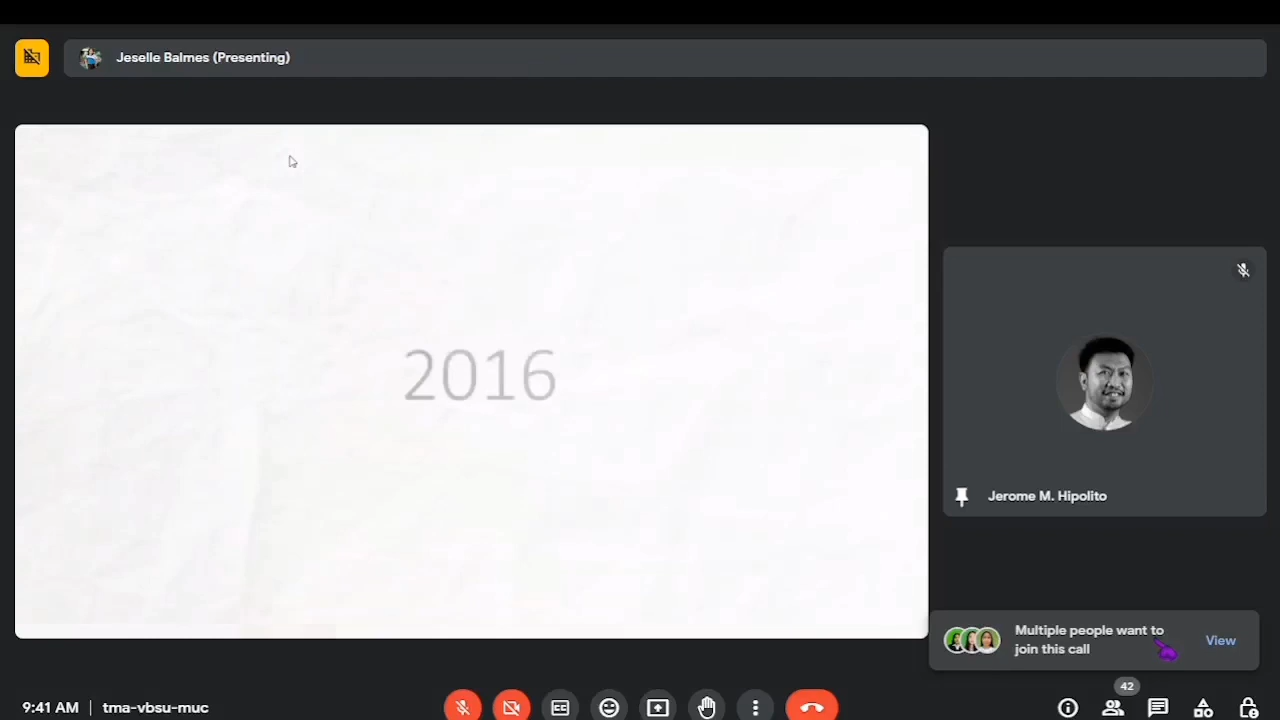 Jeselle Balmes (Presenting)
2016
Jerome M. Hipolito
Multiple people want to
join this call
View
42
9:41 AM | tma-vbsu-muc